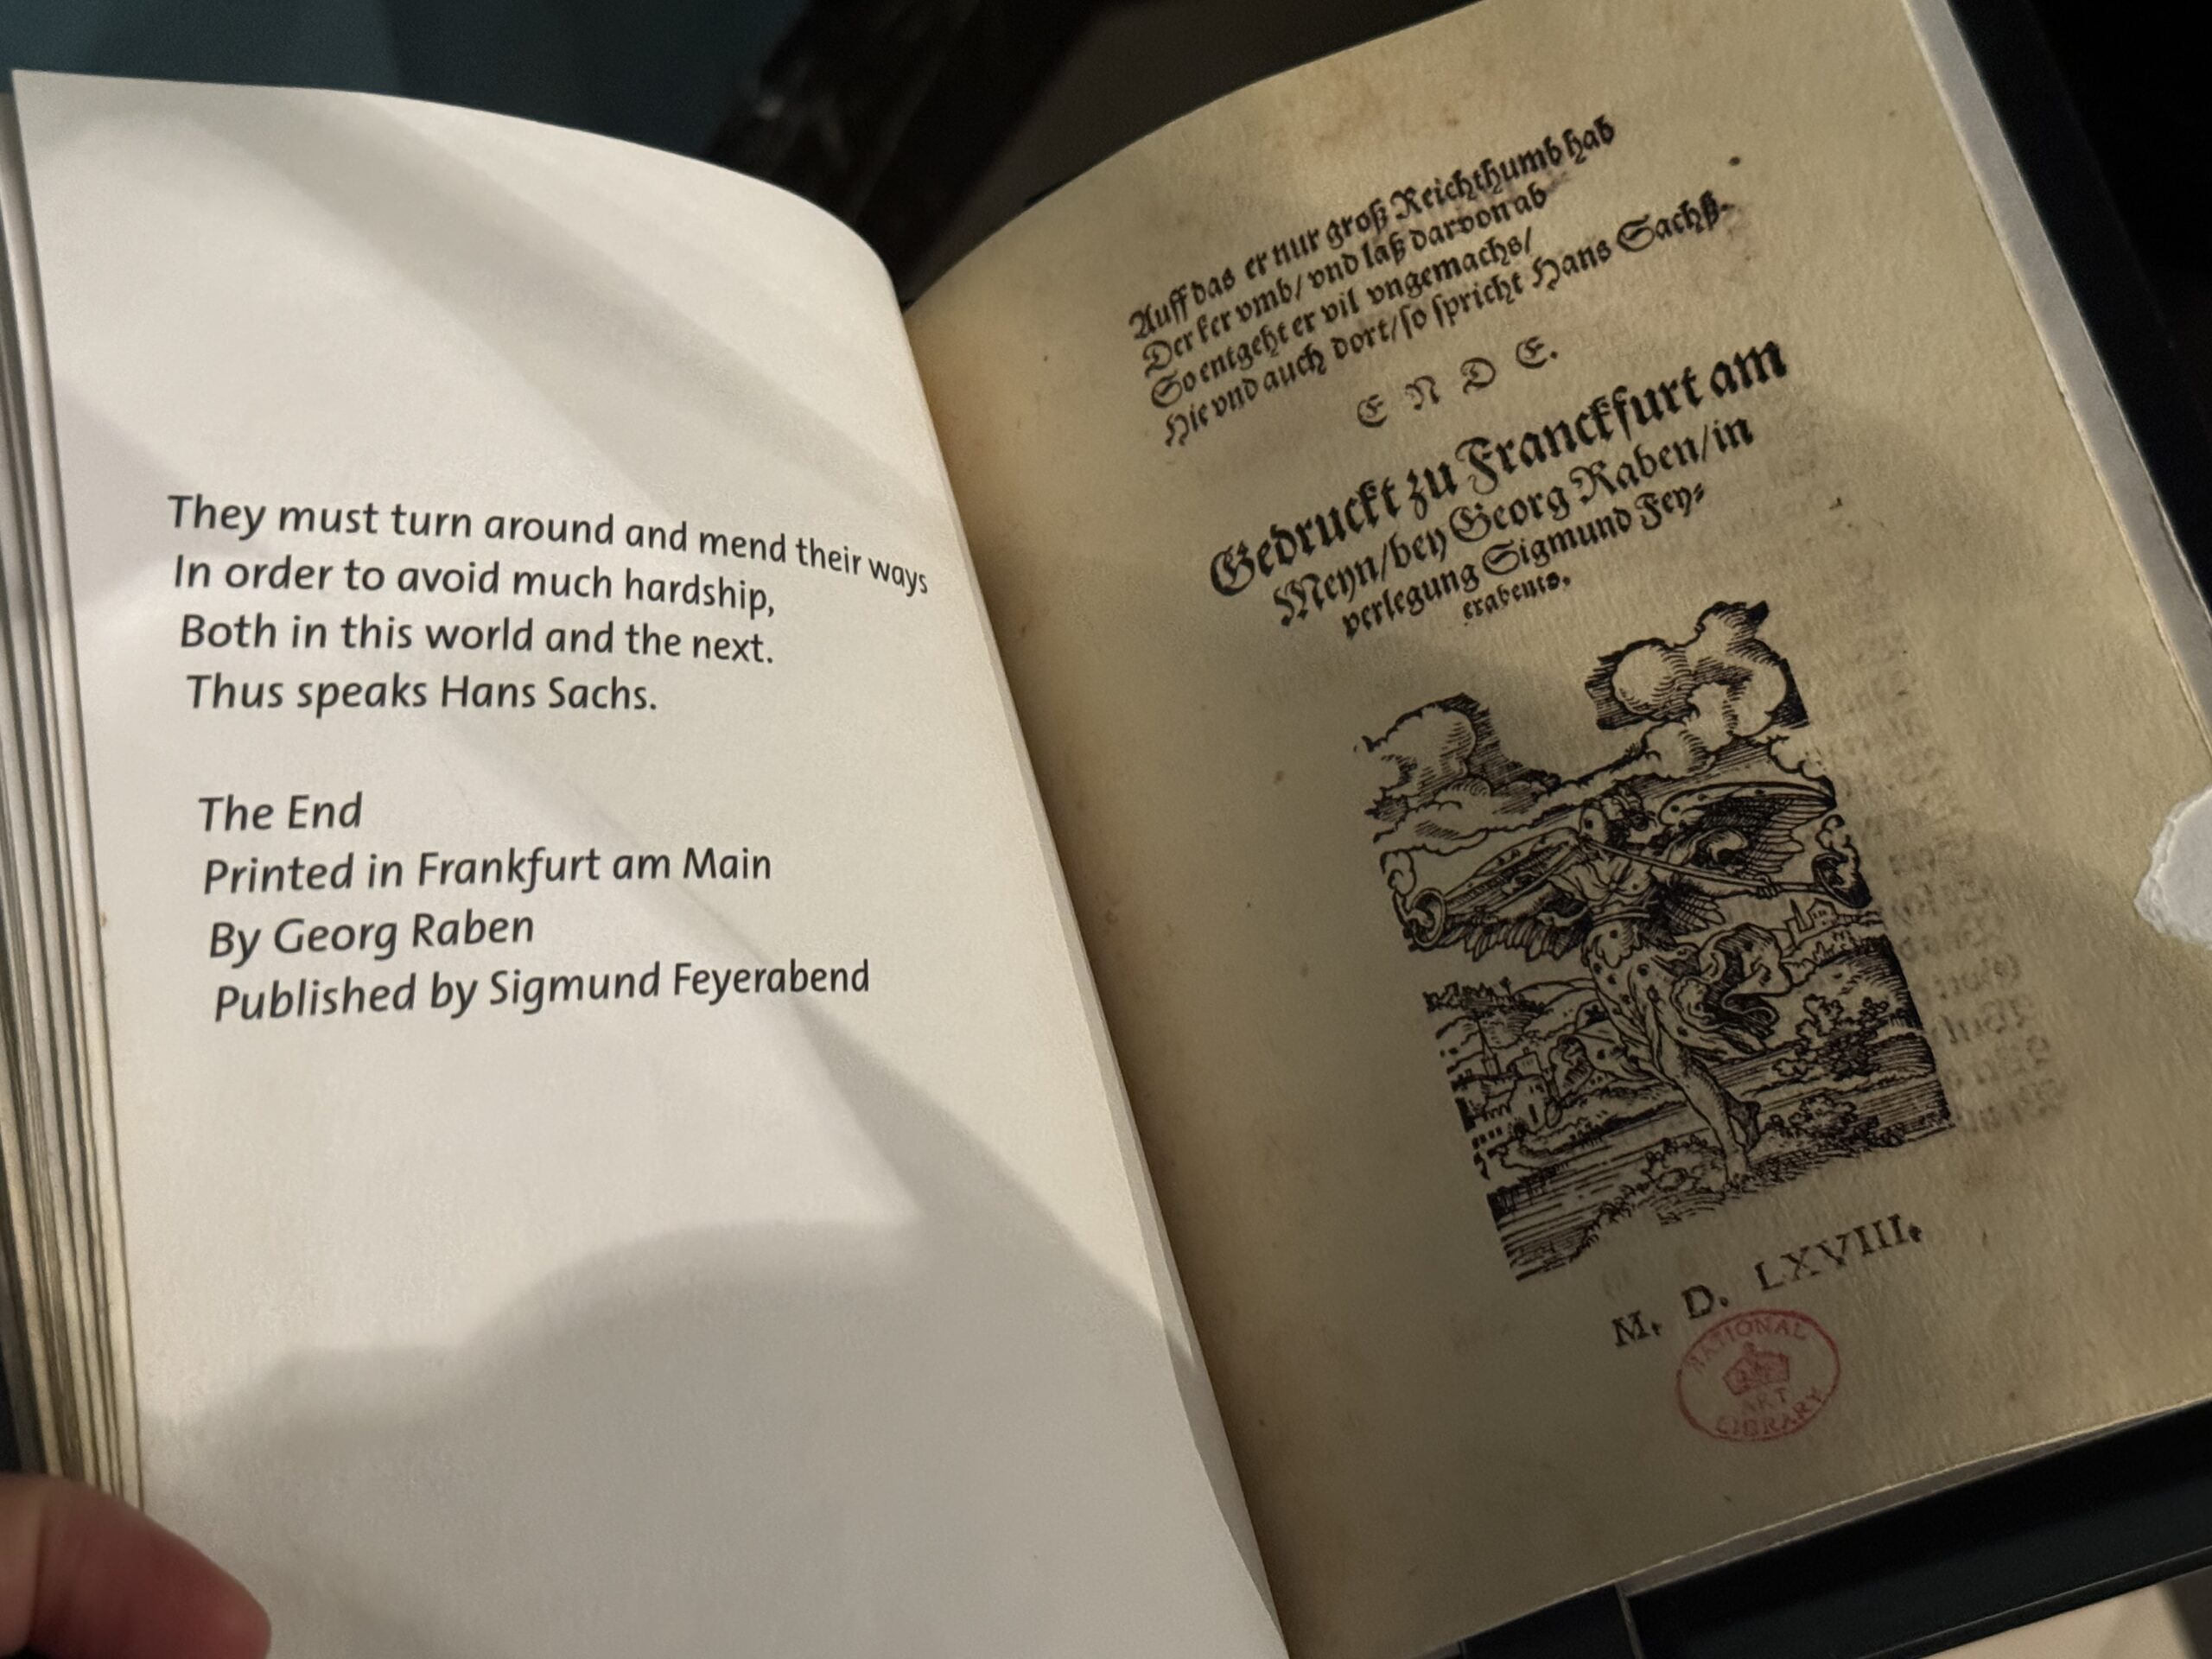 They must turn around and mend their ways
In order to avoid much hardship,
Both in this world and the next.
Thus speaks Hans Sachs.
The End
Printed in Frankfurt am Main
By Georg Raben
Published by Sigmund Feyerabend
Auff das er nur groß Reichthumb hab
Der ker vmb/ vnd laß darvon ab
So entgeht er vil vngemachs/
Hie vnd auch dort/ so spricht Hans Sachß.
E N D E.
Gedruckt zu Franckfurt am
Meyn/ bey Georg Raben/ in
verlegung Sigmund Fey⸗
erabents.
M. D. LXVIII.
NATIONAL
ART
LIBRARY